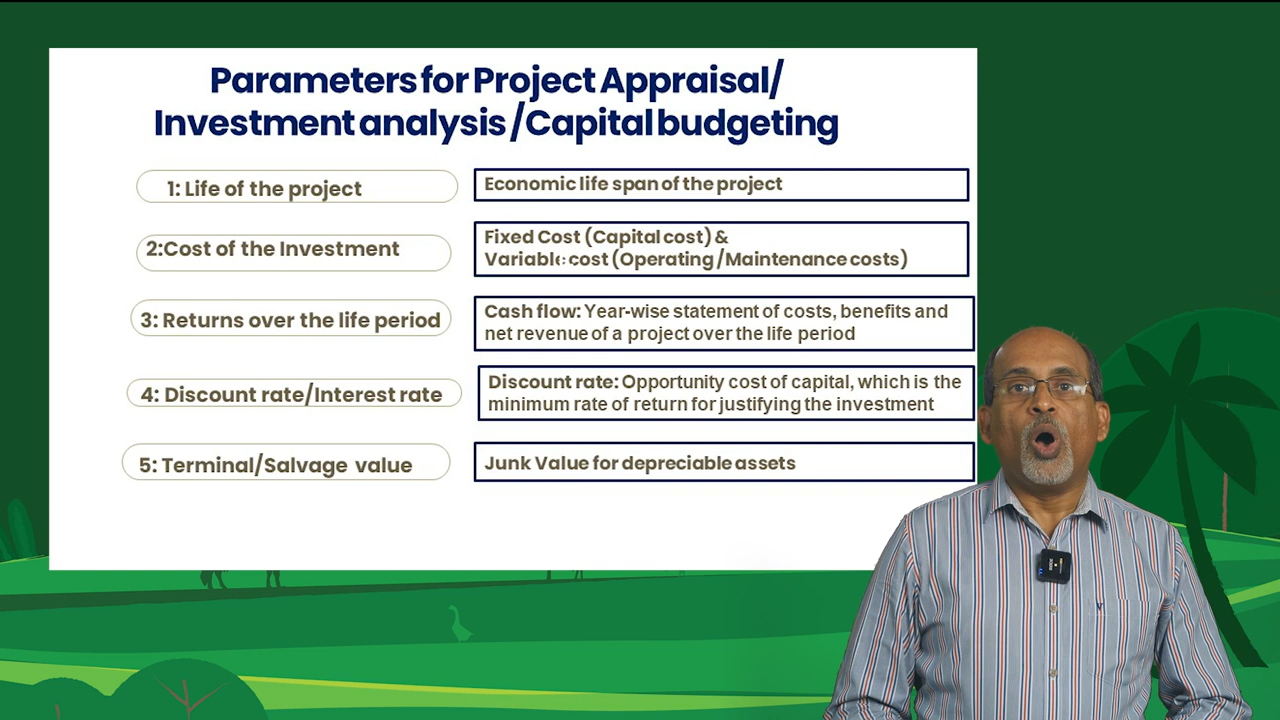 Parameters for Project Appraisal/
Investment analysis /Capital budgeting
1: Life of the project
Economic life span of the project
2:Cost of the Investment
Fixed Cost (Capital cost) &
Variable cost (Operating /Maintenance costs)
3: Returns over the life period
Cash flow: Year-wise statement of costs, benefits and
net revenue of a project over the life period
4: Discount rate/Interest rate
Discount rate: Opportunity cost of capital, which is the
minimum rate of return for justifying the investment
5: Terminal/Salvage value
Junk Value for depreciable assets